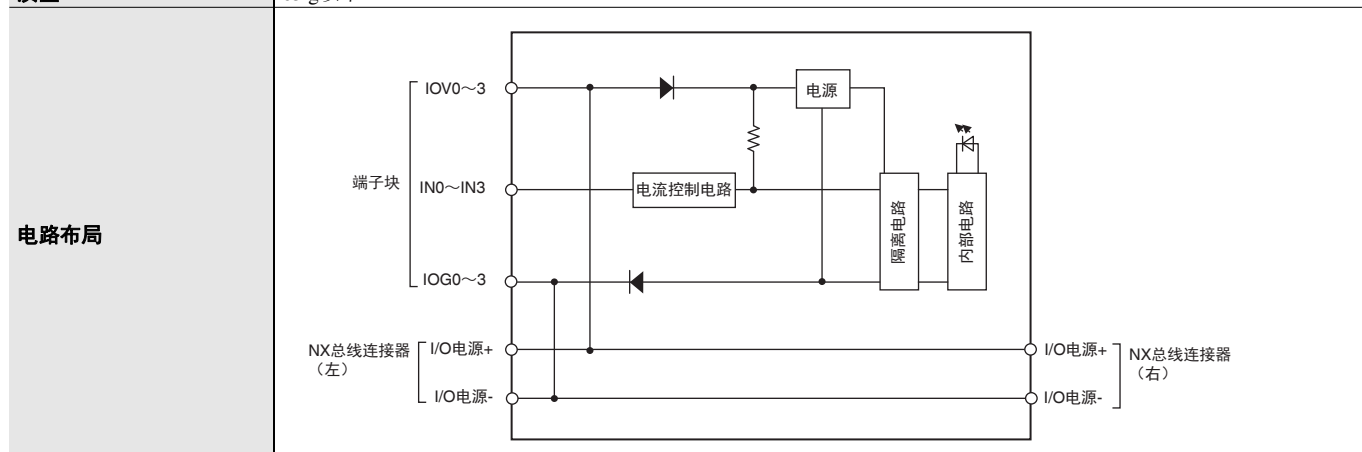 电路布局
IOV0～3
电源
端子块
IN0～IN3
电流控制电路
隔离电路
内部电路
IOG0～3
NX总线连接器
（左）
I/O电源+
I/O电源-
I/O电源+
I/O电源-
NX总线连接器
（右）